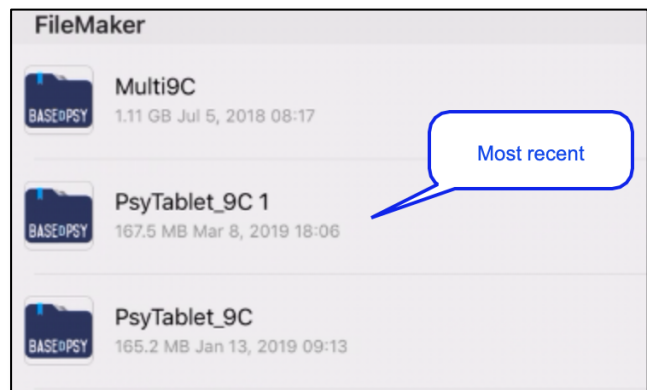 FileMaker
BASEDPSY
Multi9C
1.11 GB Jul 5, 2018 08:17
Most recent
BASEDPSY
PsyTablet_9C 1
167.5 MB Mar 8, 2019 18:06
BASEDPSY
PsyTablet_9C
165.2 MB Jan 13, 2019 09:13